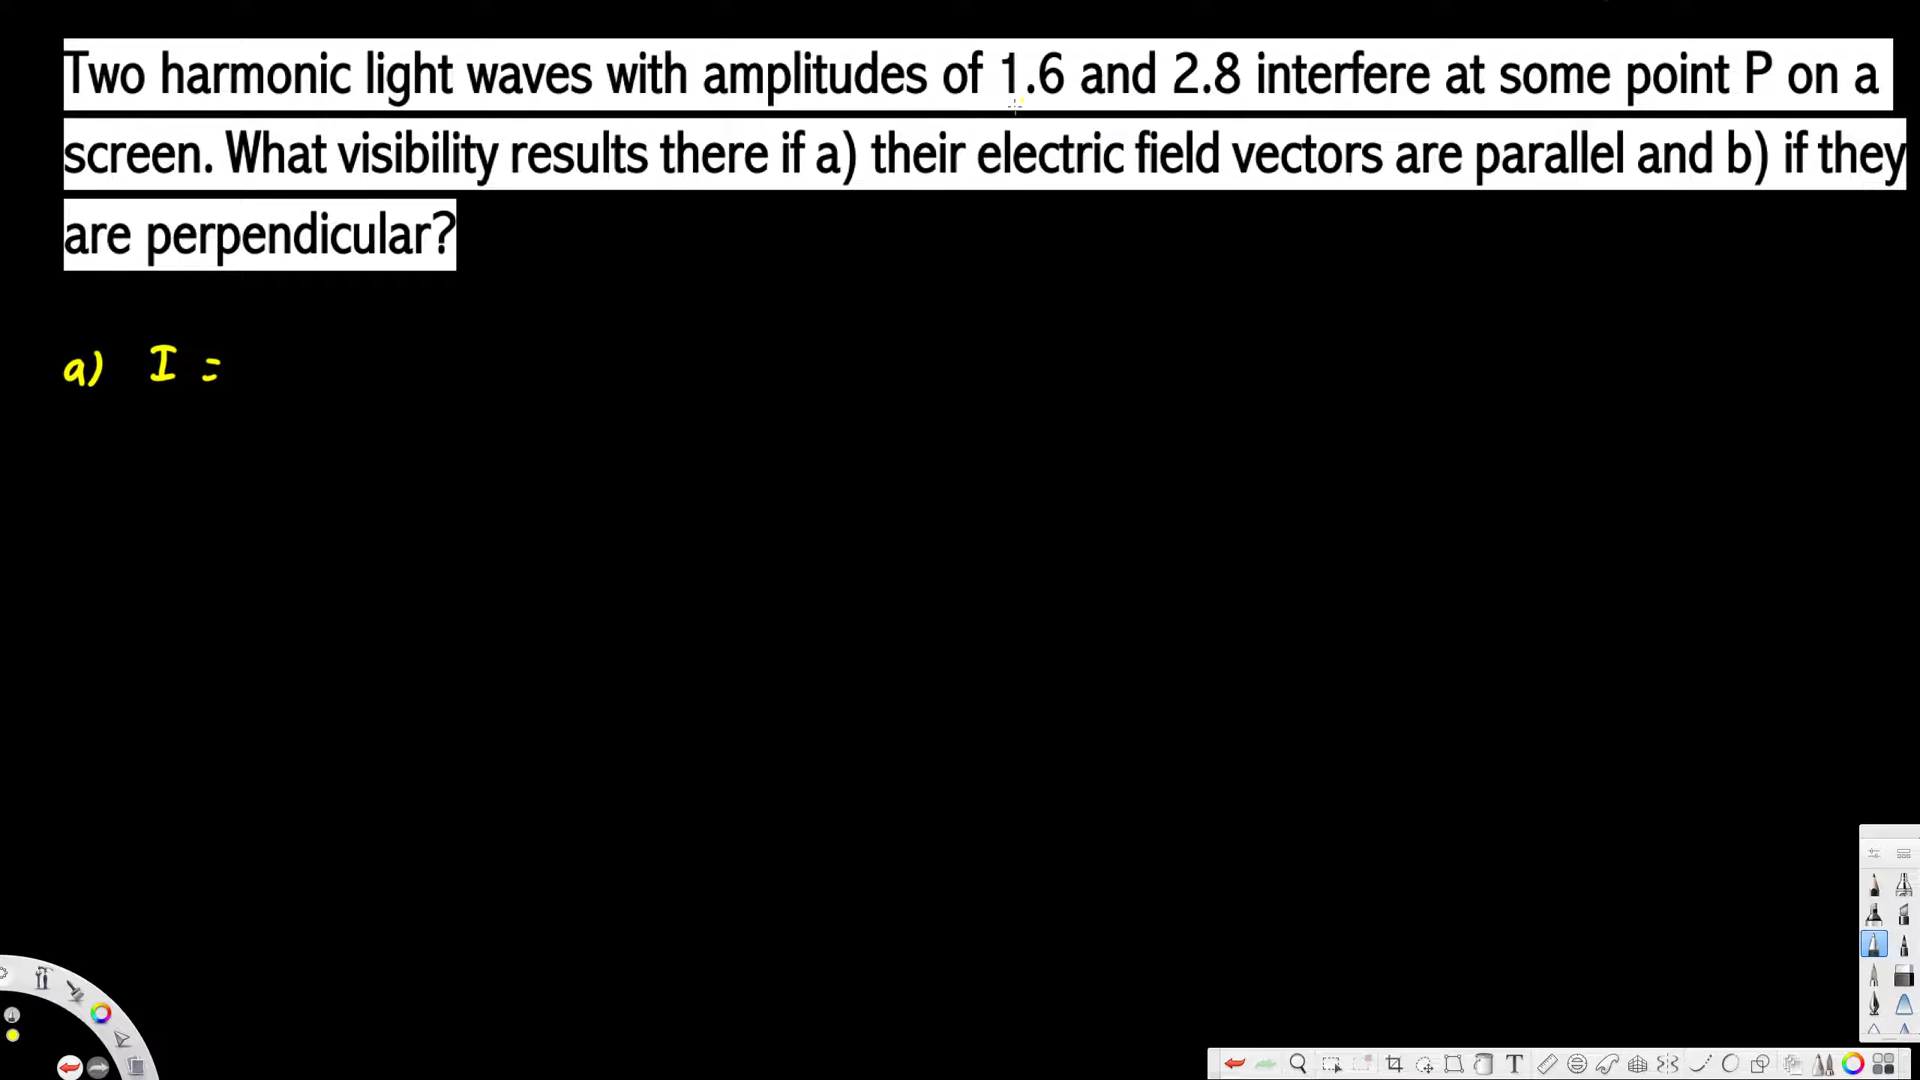 Two harmonic light waves with amplitudes of 1.6 and 2.8 interfere at some point P on a
screen. What visibility results there if a) their electric field vectors are parallel and b) if they
are perpendicular?
a) I =
T